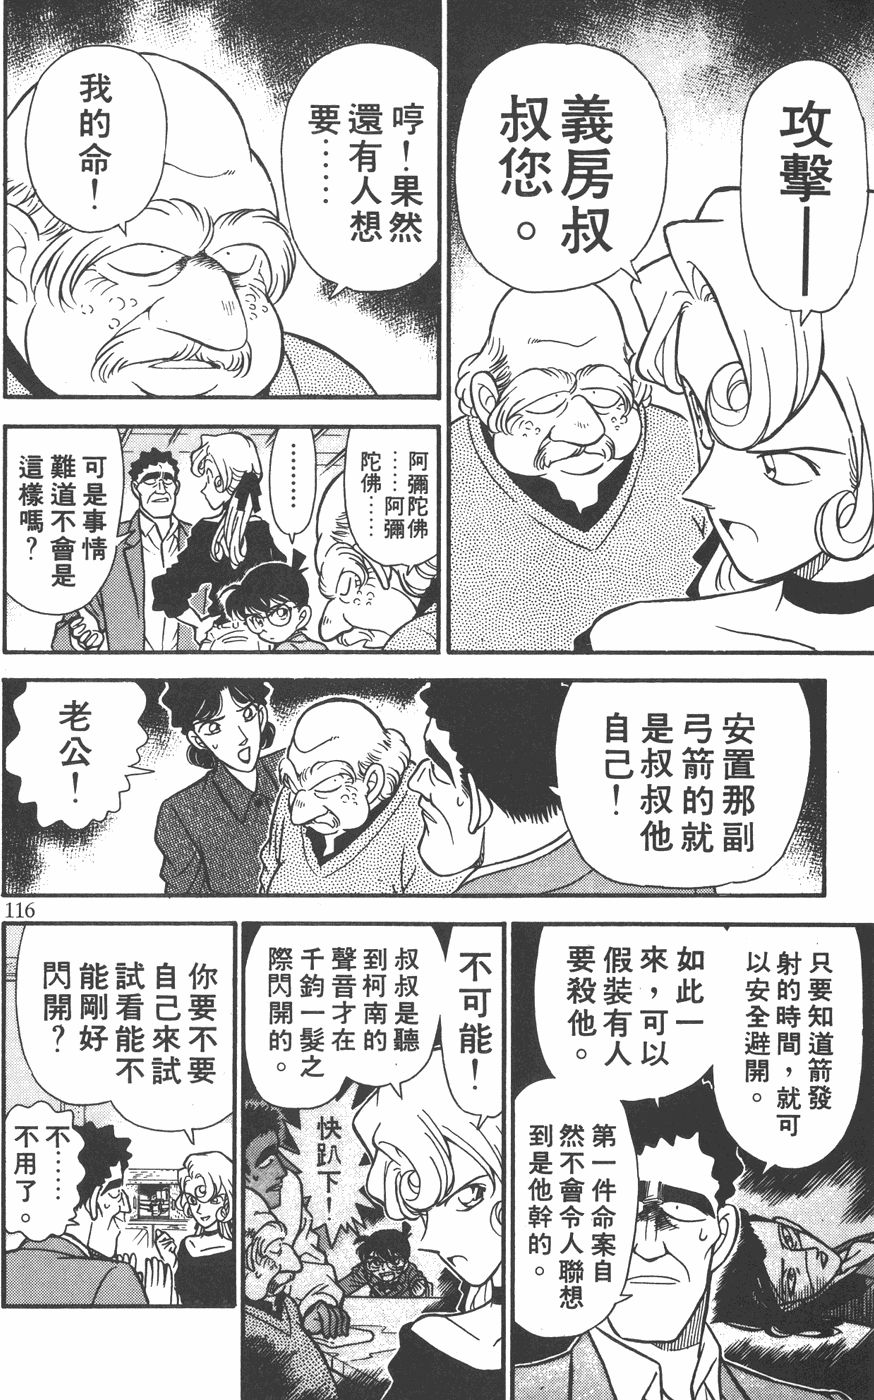 攻擊——
義房叔
叔您。
哼！果然
還有人想
要……
我的命！
阿彌陀佛
……阿彌
陀佛……
……
可是事情
難道不會是
這樣嗎？
安置那副
弓箭的就
是叔叔他
自己！
老公！
只要知道箭發
射的時間，就可
以安全避開。
如此一
來，可以
假裝有人
要殺他。
第一件命案自
然不會令人聯想
到是他幹的。
不可能！
叔叔是聽
到柯南的
聲音才在
千鈞一髮之
際閃開的。
快趴下！
你要不要
自己來試
試看能不
能剛好
閃開？
不……
不用了。
116